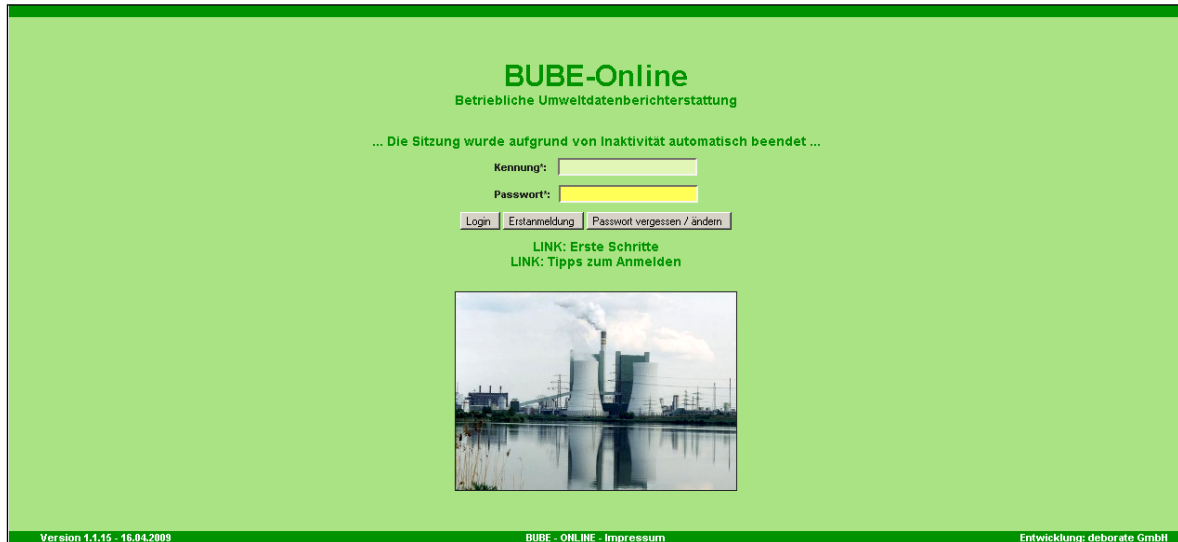 BUBE-Online
Betriebliche Umweltdatenberichterstattung
... Die Sitzung wurde aufgrund von Inaktivität automatisch beendet ...
Kennung*:
Passwort*:
Login Erstanmeldung Passwort vergessen / ändern
LINK: Erste Schritte
LINK: Tipps zum Anmelden
Version 1.1.15 - 16.04.2009 BUBE - ONLINE - Impressum Entwicklung: deborate GmbH